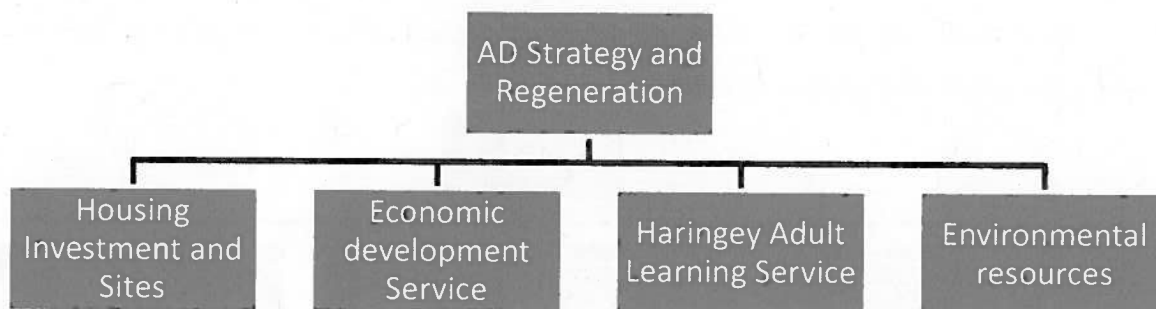 AD Strategy and
Regeneration
Housing
Investment and
Sites
Economic
development
Service
Haringey Adult
Learning Service
Environmental
resources